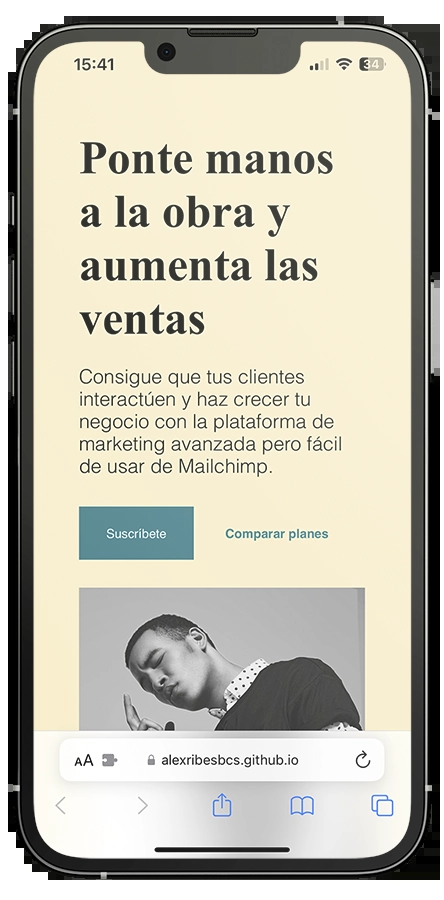 15:41
34
Ponte manos
a la obra y
aumenta las
ventas
Consigue que tus clientes
interactúen y haz crecer tu
negocio con la plataforma de
marketing avanzada pero fácil
de usar de Mailchimp.
Suscríbete
Comparar planes
AA
alexribesbcs.github.io